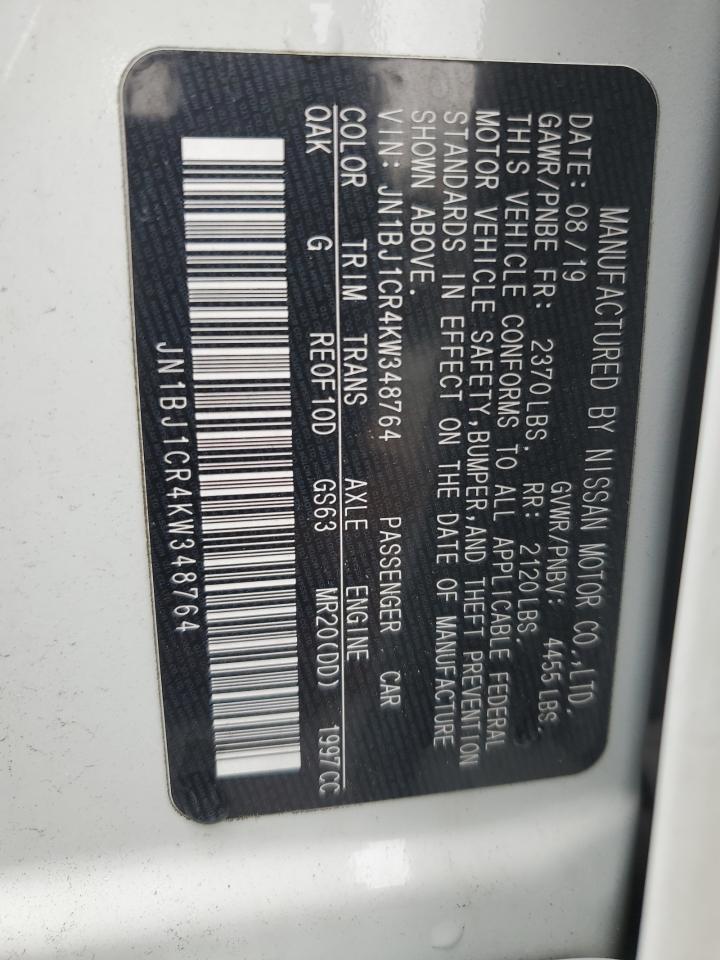 MANUFACTURED BY NISSAN MOTOR CO.,LTD.
DATE: 08/19 GVWR/PNBV: 4455 LBS.
GAWR/PNBE FR: 2370 LBS. RR: 2120 LBS.
THIS VEHICLE CONFORMS TO ALL APPLICABLE FEDERAL
MOTOR VEHICLE SAFETY,BUMPER,AND THEFT PREVENTION
STANDARDS IN EFFECT ON THE DATE OF MANUFACTURE
SHOWN ABOVE.
VIN: JN1BJ1CR4KW348764 PASSENGER CAR
COLOR TRIM TRANS AXLE ENGINE
QAK G RE0F10D GS63 MR20(DD) 1997CC
JN1BJ1CR4KW348764